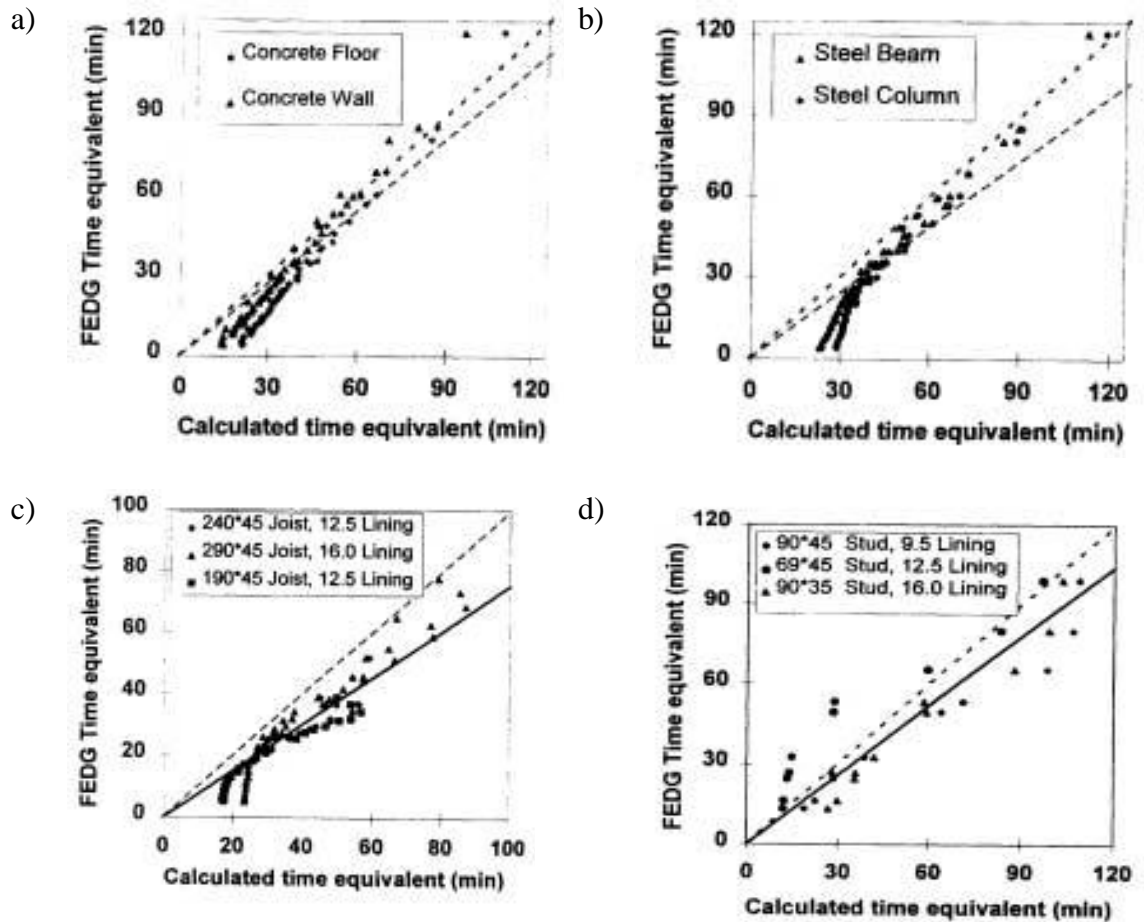 a)
FEDG Time equivalent (min)
120
90
60
30
0
Concrete Floor
Concrete Wall
0 30 60 90 120
Calculated time equivalent (min)
b)
FEDG Time equivalent (min)
120
90
60
30
0
Steel Beam
Steel Column
0 30 60 90 120
Calculated time equivalent (min)
c)
FEDG Time equivalent (min)
100
80
60
40
20
0
240*45 Joist, 12.5 Lining
290*45 Joist, 16.0 Lining
190*45 Joist, 12.5 Lining
0 20 40 60 80 100
Calculated time equivalent (min)
d)
FEDG Time equivalent (min)
120
90
60
30
0
90*45 Stud, 9.5 Lining
69*45 Stud, 12.5 Lining
90*35 Stud, 16.0 Lining
0 30 60 90 120
Calculated time equivalent (min)